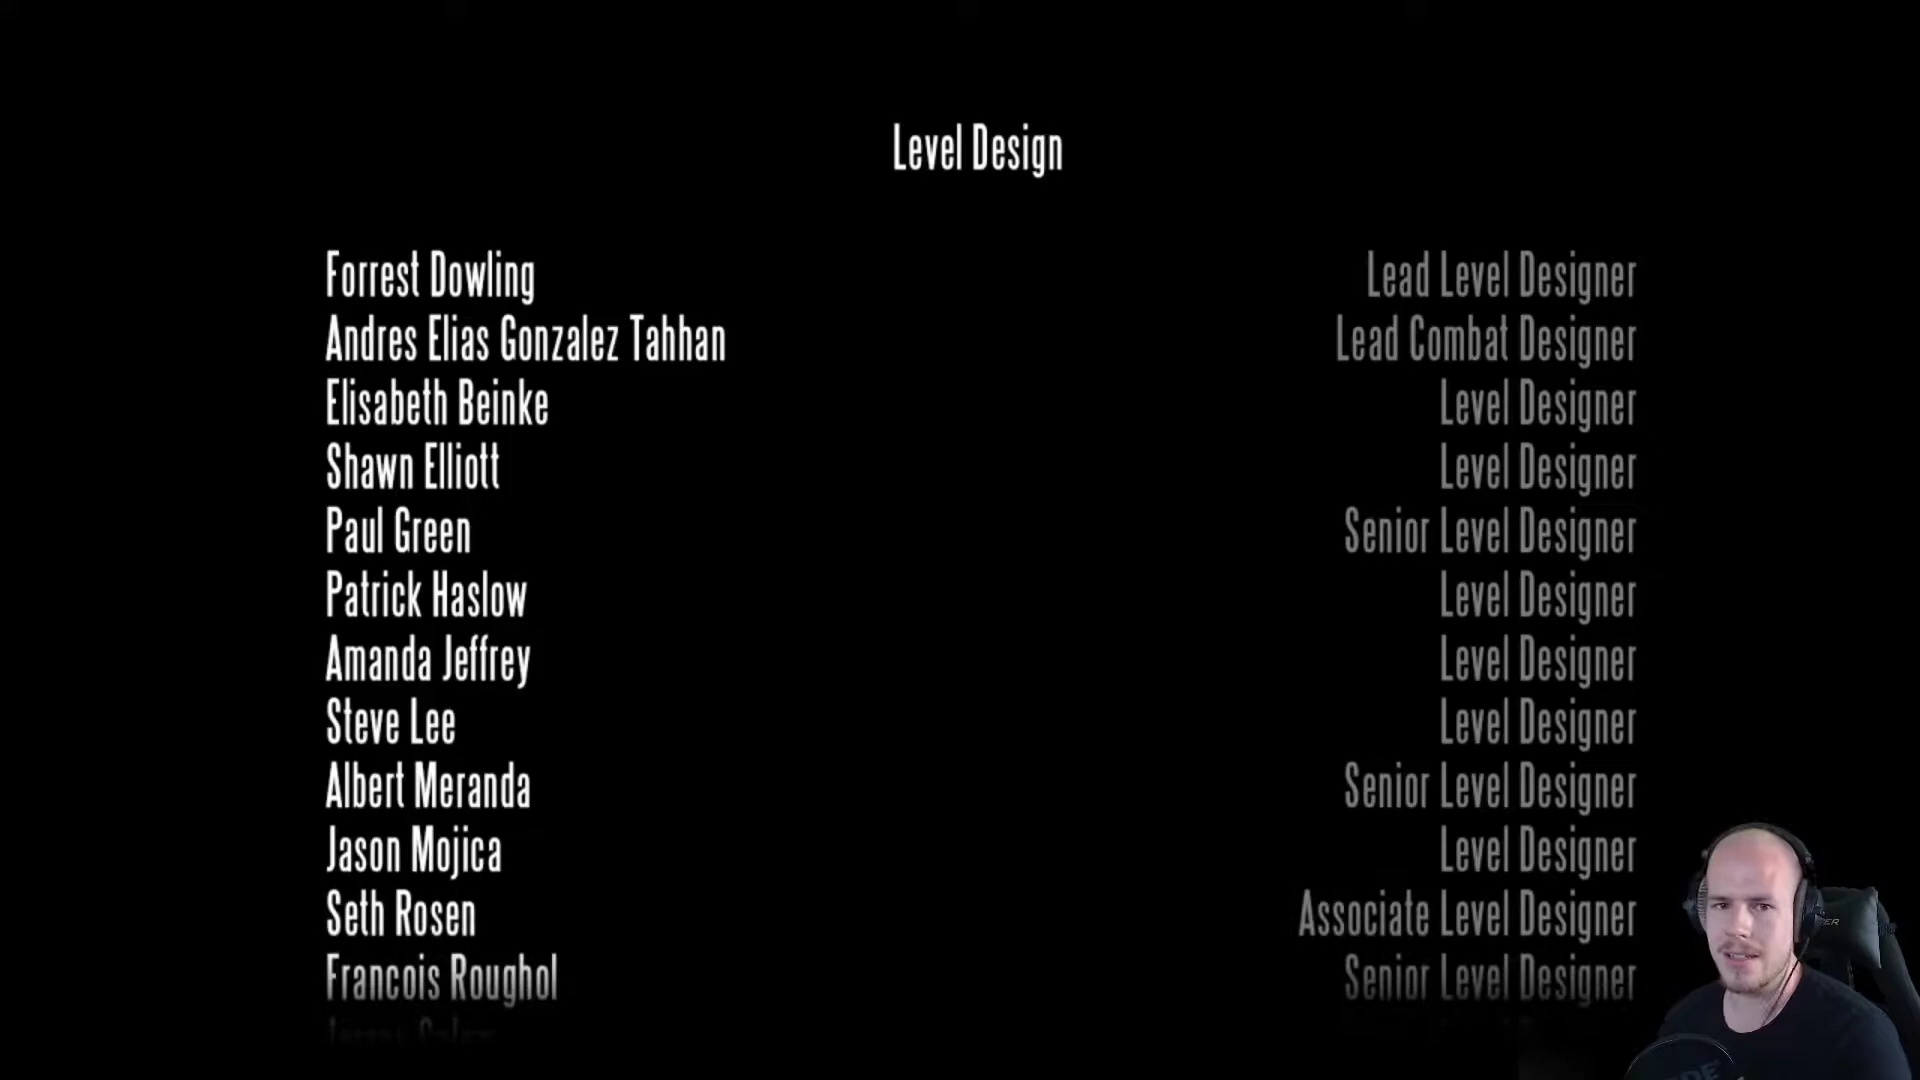 Level Design
Forrest Dowling Lead Level Designer
Andres Elias Gonzalez Tahhan Lead Combat Designer
Elisabeth Beinke Level Designer
Shawn Elliott Level Designer
Paul Green Senior Level Designer
Patrick Haslow Level Designer
Amanda Jeffrey Level Designer
Steve Lee Level Designer
Albert Meranda Senior Level Designer
Jason Mojica Level Designer
Seth Rosen Associate Level Designer
Francois Roughol Senior Level Designer